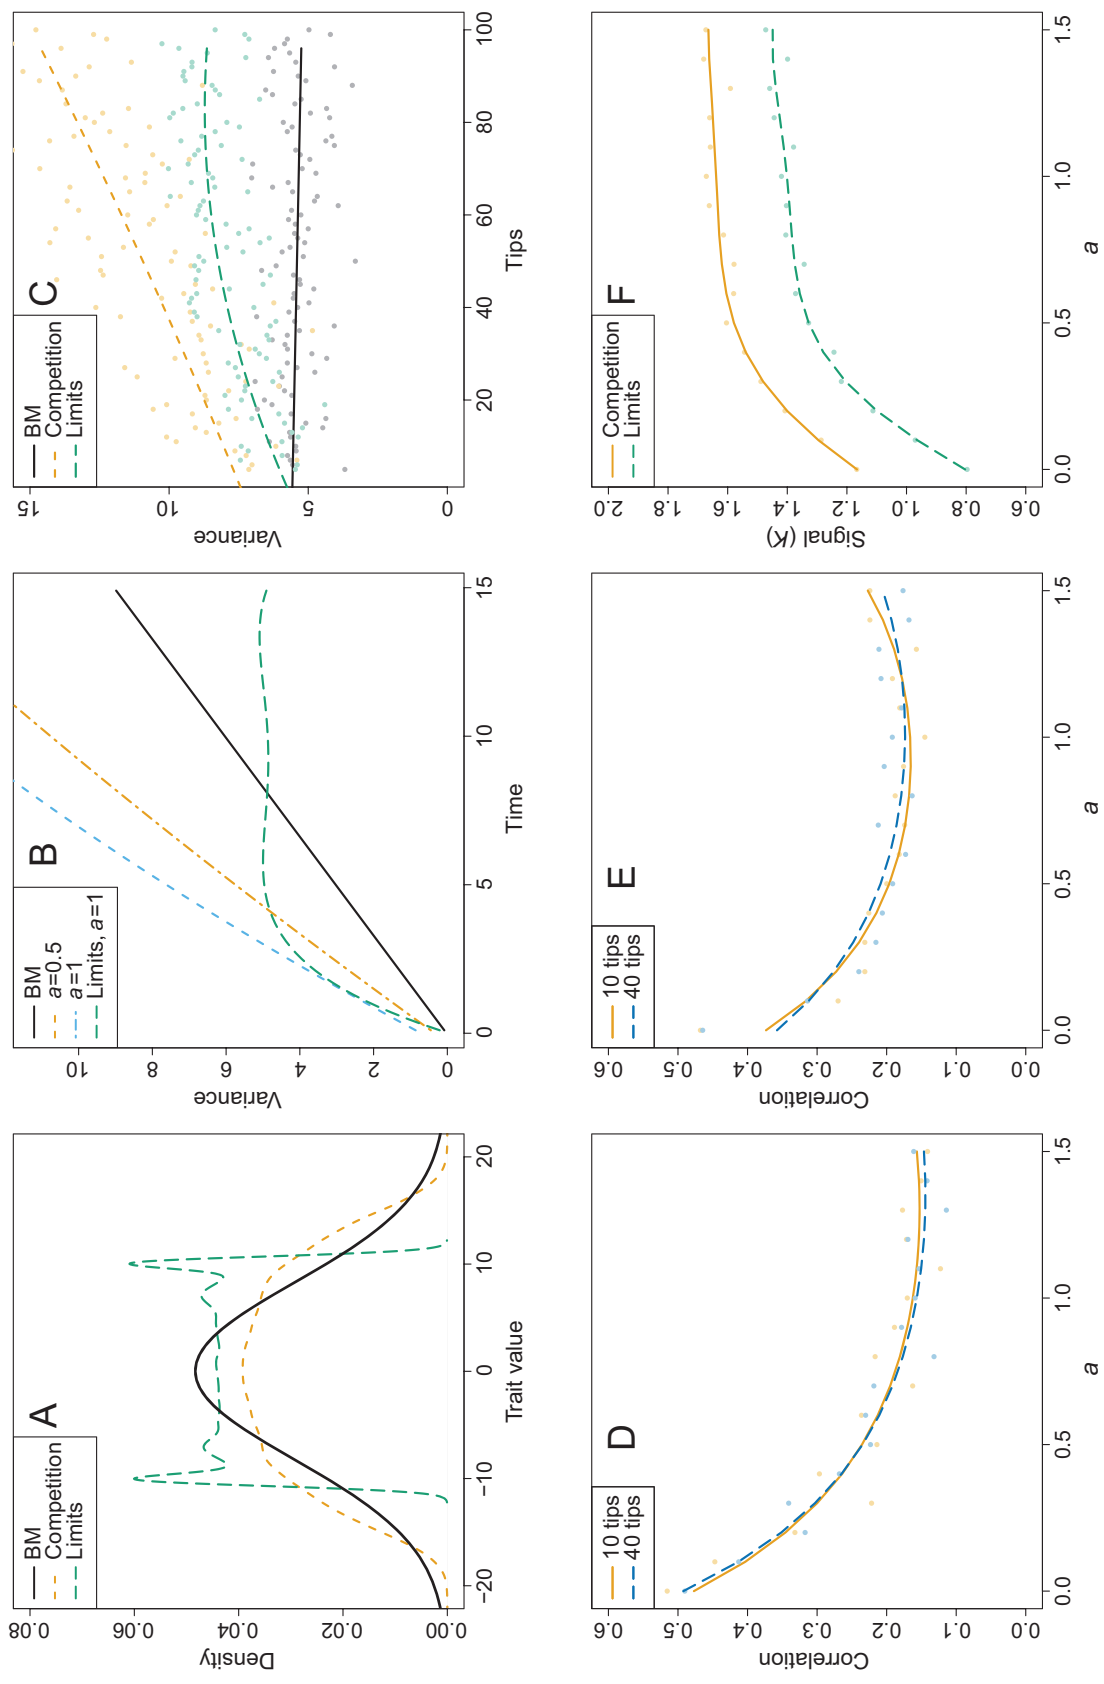 A
BM
Competition
Limits
0.08
0.06
0.04
0.02
0.00
Density
−20
−10
0
10
20
Trait value
B
BM
a=0.5
a=1
Limits, a=1
10
8
6
4
2
0
Variance
0
5
10
15
Time
C
BM
Competition
Limits
15
10
5
0
Variance
20
40
60
80
100
Tips
D
10 tips
40 tips
0.6
0.5
0.4
0.3
0.2
0.1
0.0
Correlation
0.0
0.5
1.0
1.5
a
E
10 tips
40 tips
0.6
0.5
0.4
0.3
0.2
0.1
0.0
Correlation
0.0
0.5
1.0
1.5
a
F
Competition
Limits
2.0
1.8
1.6
1.4
1.2
1.0
0.8
0.6
Signal (K)
0.0
0.5
1.0
1.5
a